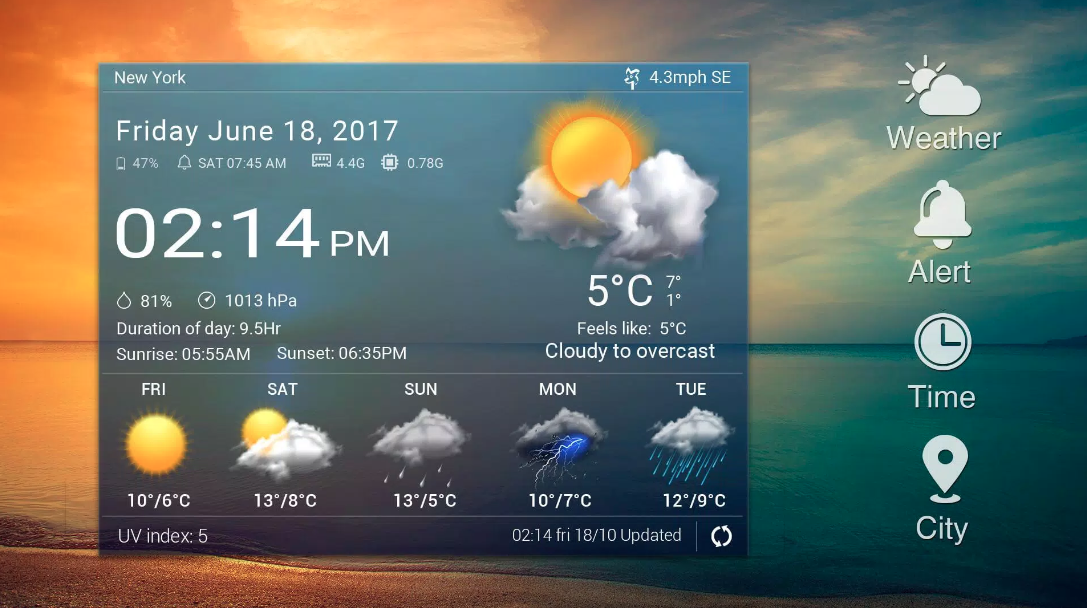 New York 4.3mph SE
Friday June 18, 2017
47% SAT 07:45 AM 4.4G 0.78G
02:14 PM
81% 1013 hPa
Duration of day: 9.5Hr
Sunrise: 05:55AM Sunset: 06:35PM
5°C 7°
1°
Feels like: 5°C
Cloudy to overcast
FRI SAT SUN MON TUE
10°/6°C 13°/8°C 13°/5°C 10°/7°C 12°/9°C
UV index: 5 02:14 fri 18/10 Updated
Weather
Alert
Time
City